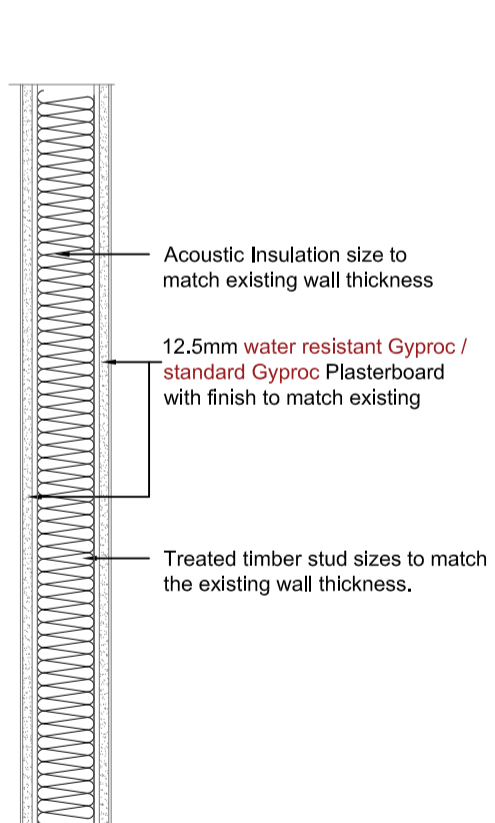 Acoustic Insulation size to
match existing wall thickness
12.5mm water resistant Gyproc /
standard Gyproc Plasterboard
with finish to match existing
Treated timber stud sizes to match
the existing wall thickness.